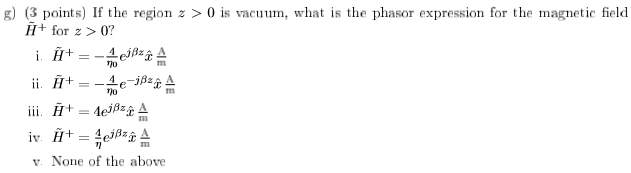 g) (3 points) If the region z > 0 is vacuum, what is the phasor expression for the magnetic field
H̃⁺ for z > 0?
i. H̃⁺ = −4/η₀ e^{jβz} x̂ A/m
ii. H̃⁺ = −4/η₀ e^{−jβz} x̂ A/m
iii. H̃⁺ = 4e^{jβz} x̂ A/m
iv. H̃⁺ = 4/η e^{jβz} x̂ A/m
v. None of the above